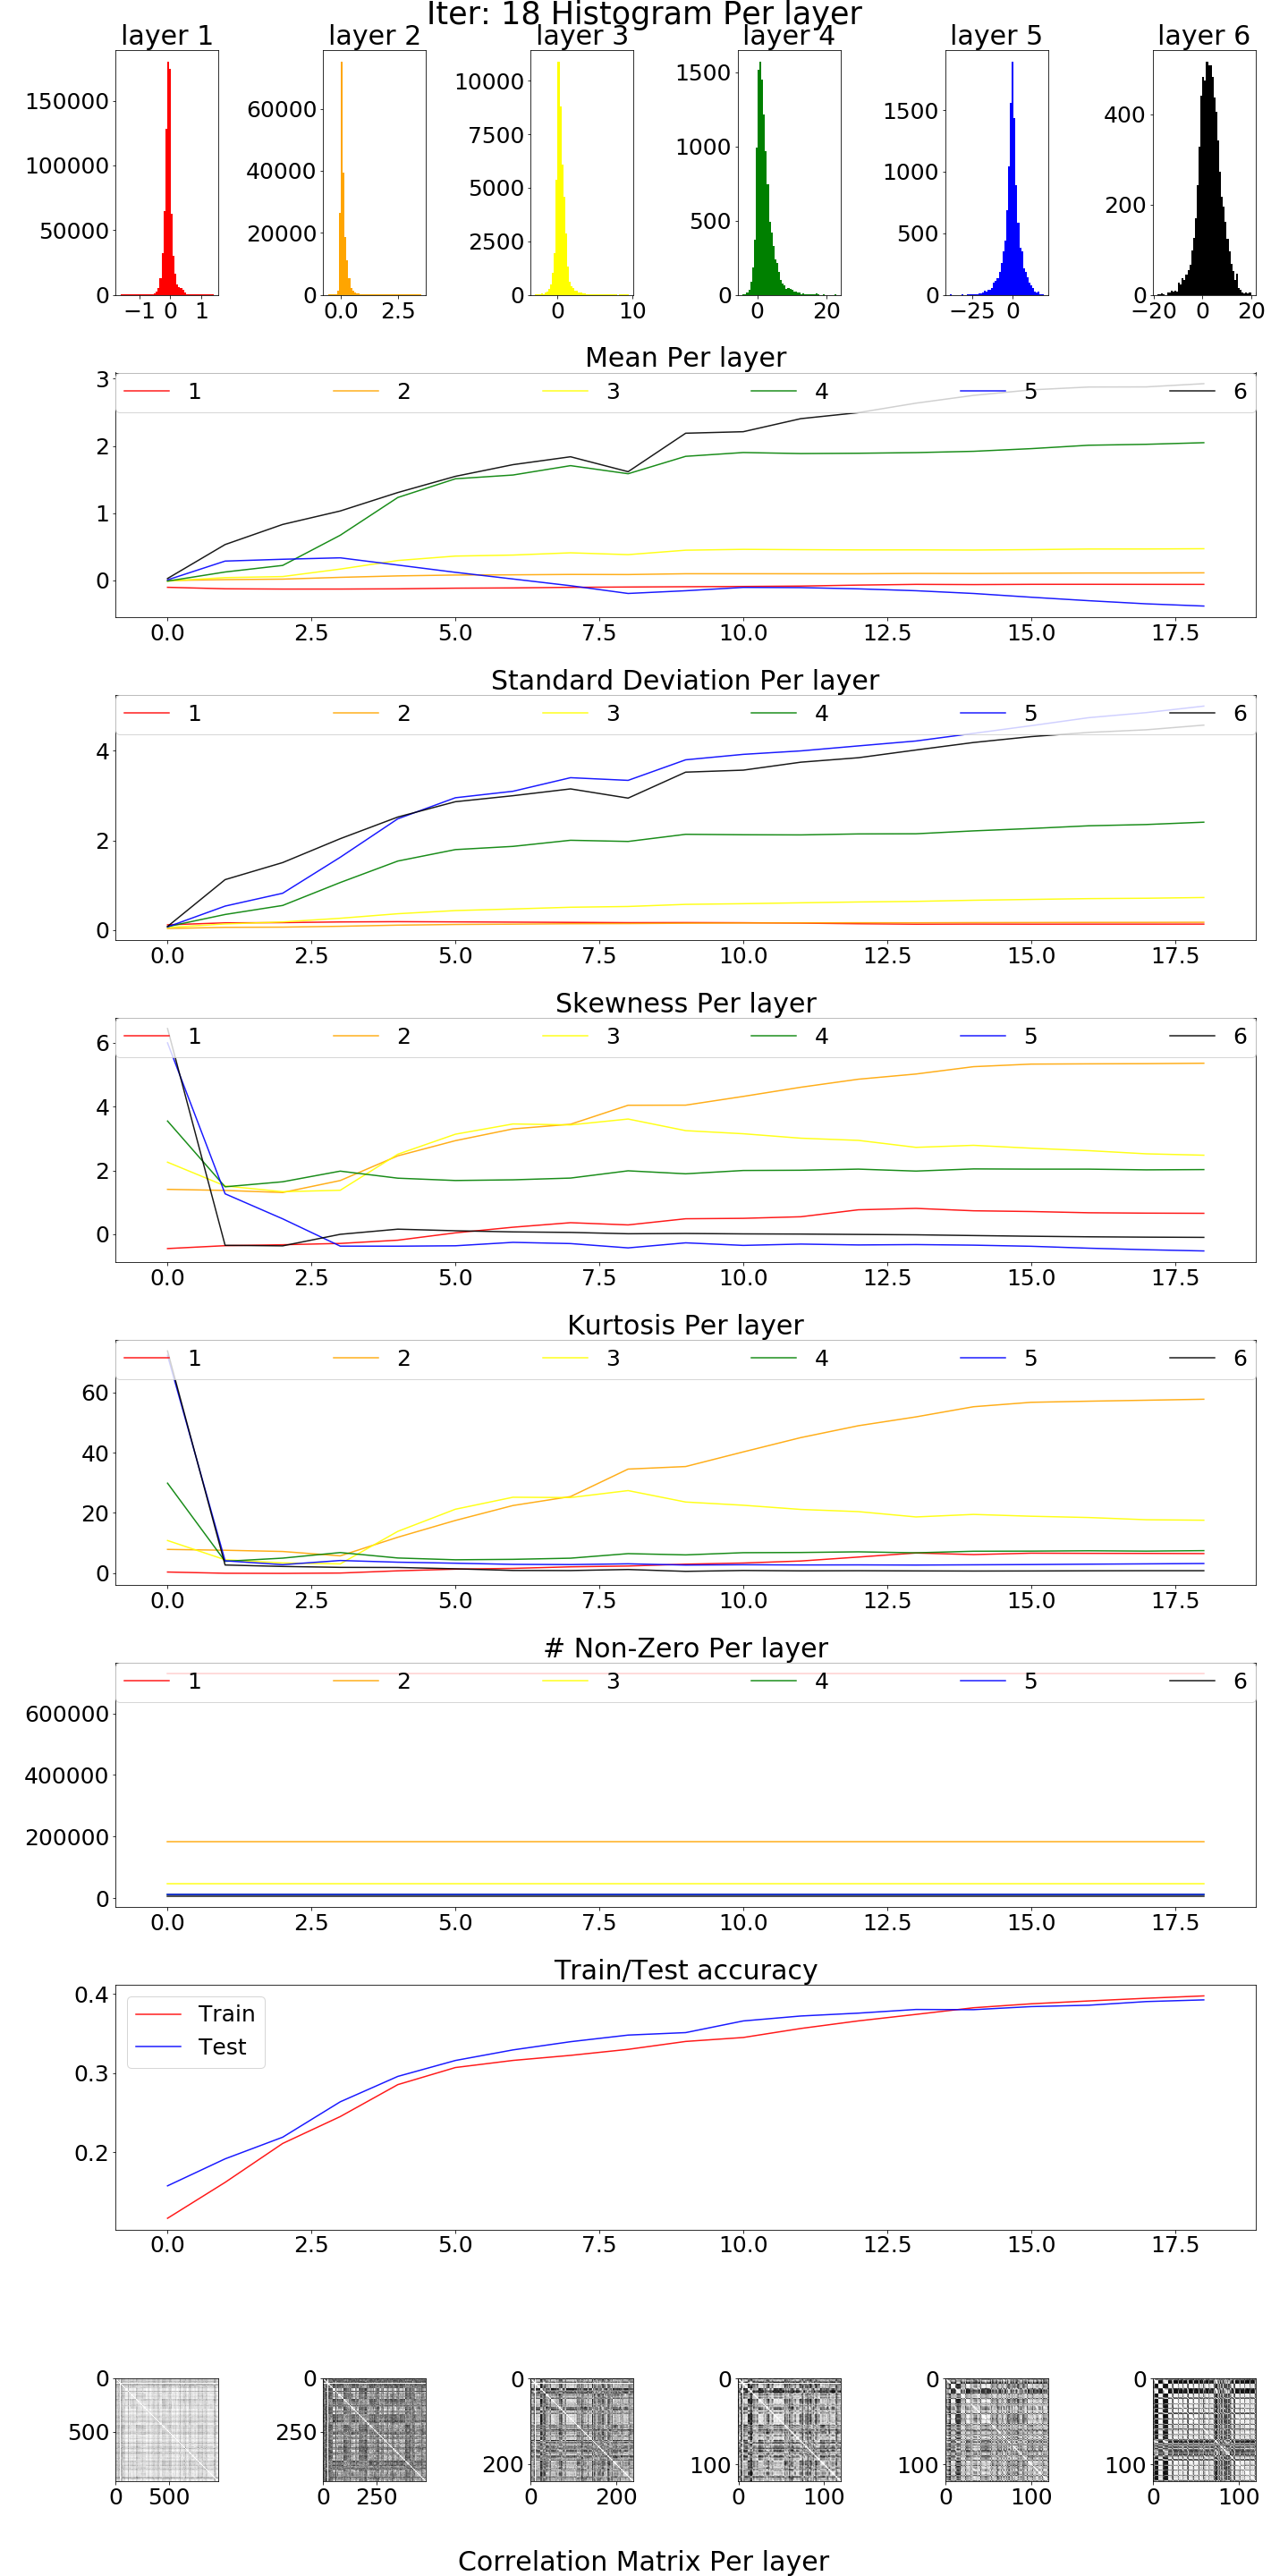 Iter: 18 Histogram Per layer
layer 1 layer 2 layer 3 layer 4 layer 5 layer 6
150000 100000 50000 0
−1 0 1
60000 40000 20000 0
0.0 2.5
10000 7500 5000 2500 0
0 10
1500 1000 500 0
0 20
1500 1000 500 0
−25 0
400 200 0
−20 0 20
Mean Per layer
1 2 3 4 5 6
3
2
1
0
0.0 2.5 5.0 7.5 10.0 12.5 15.0 17.5
Standard Deviation Per layer
1 2 3 4 5 6
4
2
0
0.0 2.5 5.0 7.5 10.0 12.5 15.0 17.5
Skewness Per layer
1 2 3 4 5 6
6
4
2
0
0.0 2.5 5.0 7.5 10.0 12.5 15.0 17.5
Kurtosis Per layer
1 2 3 4 5 6
60
40
20
0
0.0 2.5 5.0 7.5 10.0 12.5 15.0 17.5
# Non-Zero Per layer
1 2 3 4 5 6
600000
400000
200000
0
0.0 2.5 5.0 7.5 10.0 12.5 15.0 17.5
Train/Test accuracy
Train
Test
0.4
0.3
0.2
0.0 2.5 5.0 7.5 10.0 12.5 15.0 17.5
0 500
0 500
0 250
0 250
0 200
0 200
0 100
0 100
0 100
0 100
0 100
0 100
Correlation Matrix Per layer